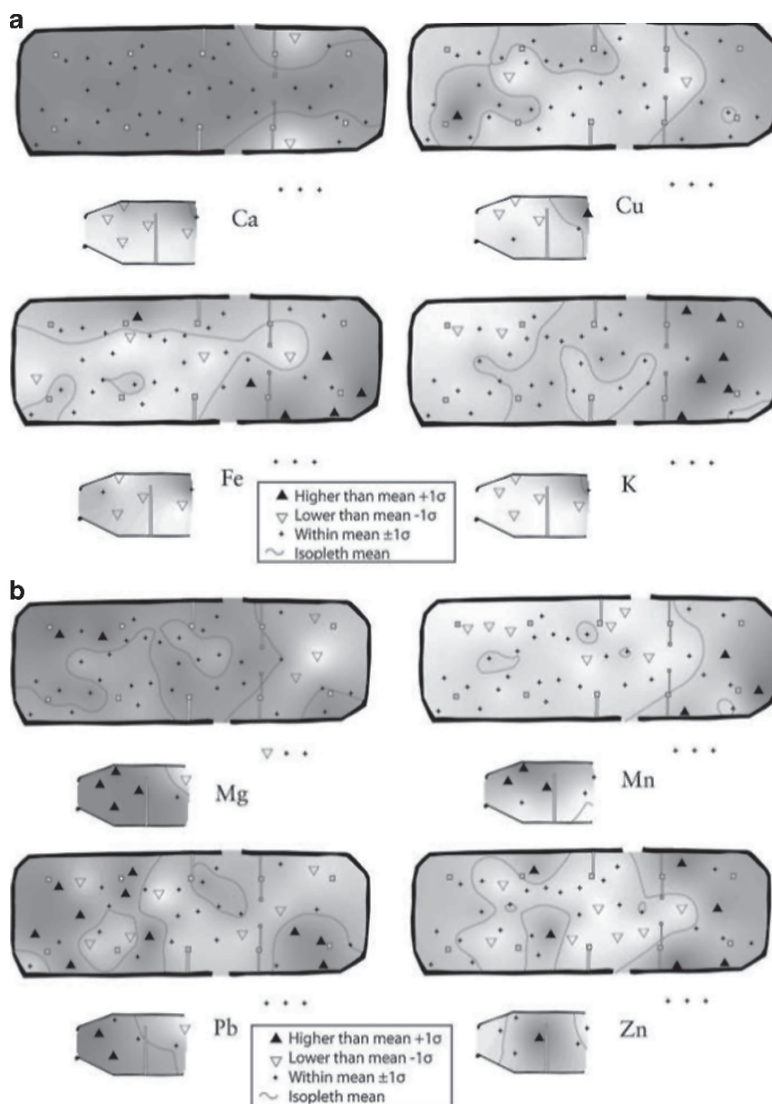 a
Ca
Cu
Fe
K
Higher than mean +1σ
Lower than mean -1σ
Within mean ±1σ
Isopleth mean
b
Mg
Mn
Pb
Zn
Higher than mean +1σ
Lower than mean -1σ
Within mean ±1σ
Isopleth mean